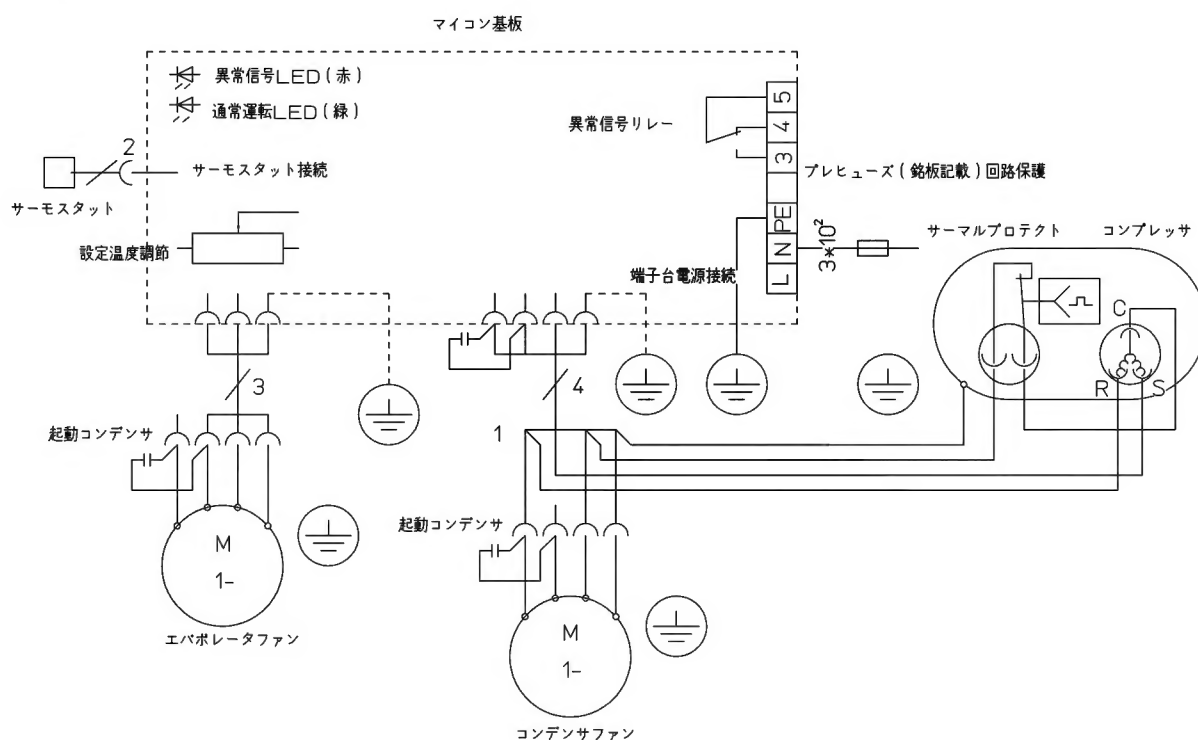 マイコン基板
異常信号LED(赤)
通常運転LED(緑)
異常信号リレー
5
4
3
プレヒューズ(銘板記載)回路保護
2
サーモスタット接続
サーモスタット
設定温度調節
端子台電源接続
PE
N
L
3*10²
サーマルプロテクト
コンプレッサ
C
R
S
3
4
1
起動コンデンサ
M
1-
エバポレータファン
起動コンデンサ
M
1-
コンデンサファン